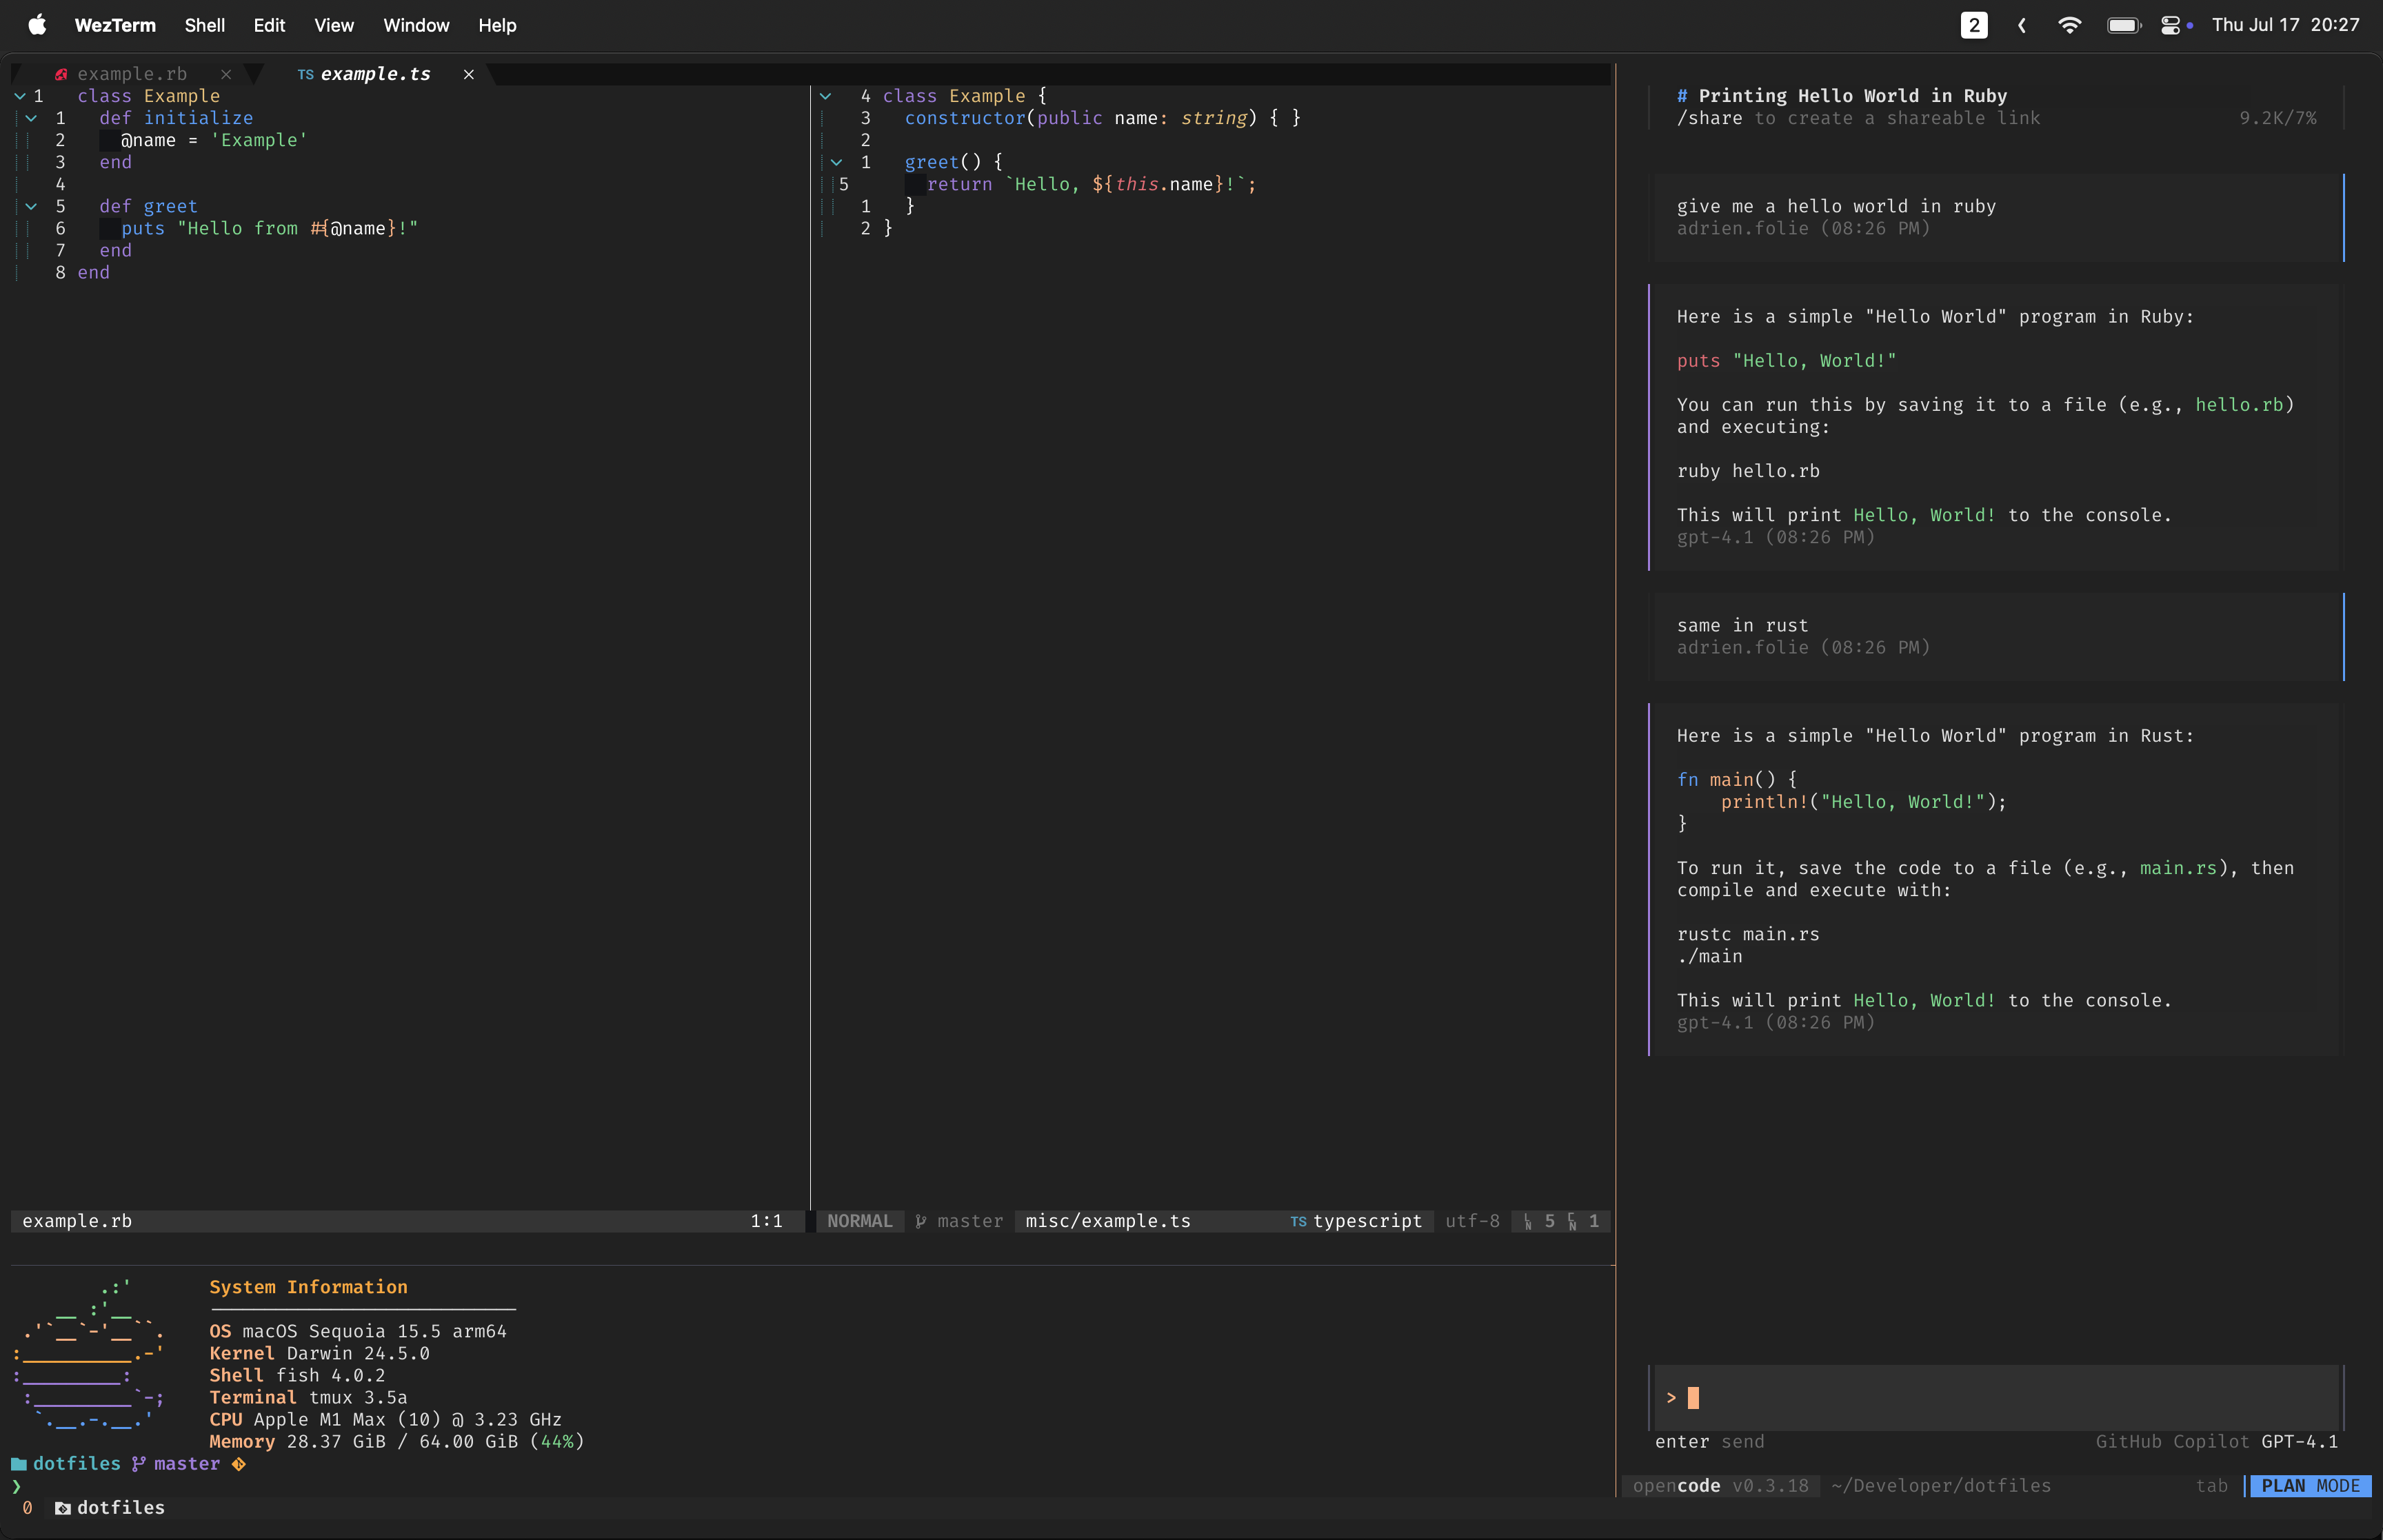 WezTerm Shell Edit View Window Help 2 Thu Jul 17 20:27
example.rb × TS example.ts ×
1 class Example
1 def initialize
2 @name = 'Example'
3 end
4
5 def greet
6 puts "Hello from #{@name}!"
7 end
8 end
4 class Example {
3 constructor(public name: string) { }
2
1 greet() {
5 return `Hello, ${this.name}!`;
1 }
2 }
example.rb 1:1
NORMAL master misc/example.ts TS typescript utf-8 LN 5 CN 1
System Information
OS macOS Sequoia 15.5 arm64
Kernel Darwin 24.5.0
Shell fish 4.0.2
Terminal tmux 3.5a
CPU Apple M1 Max (10) @ 3.23 GHz
Memory 28.37 GiB / 64.00 GiB (44%)
dotfiles master
❯
0 dotfiles
# Printing Hello World in Ruby
/share to create a shareable link 9.2K/7%
give me a hello world in ruby
adrien.folie (08:26 PM)
Here is a simple "Hello World" program in Ruby:
puts "Hello, World!"
You can run this by saving it to a file (e.g., hello.rb)
and executing:
ruby hello.rb
This will print Hello, World! to the console.
gpt-4.1 (08:26 PM)
same in rust
adrien.folie (08:26 PM)
Here is a simple "Hello World" program in Rust:
fn main() {
println!("Hello, World!");
}
To run it, save the code to a file (e.g., main.rs), then
compile and execute with:
rustc main.rs
./main
This will print Hello, World! to the console.
gpt-4.1 (08:26 PM)
>
enter send GitHub Copilot GPT-4.1
opencode v0.3.18 ~/Developer/dotfiles tab PLAN MODE